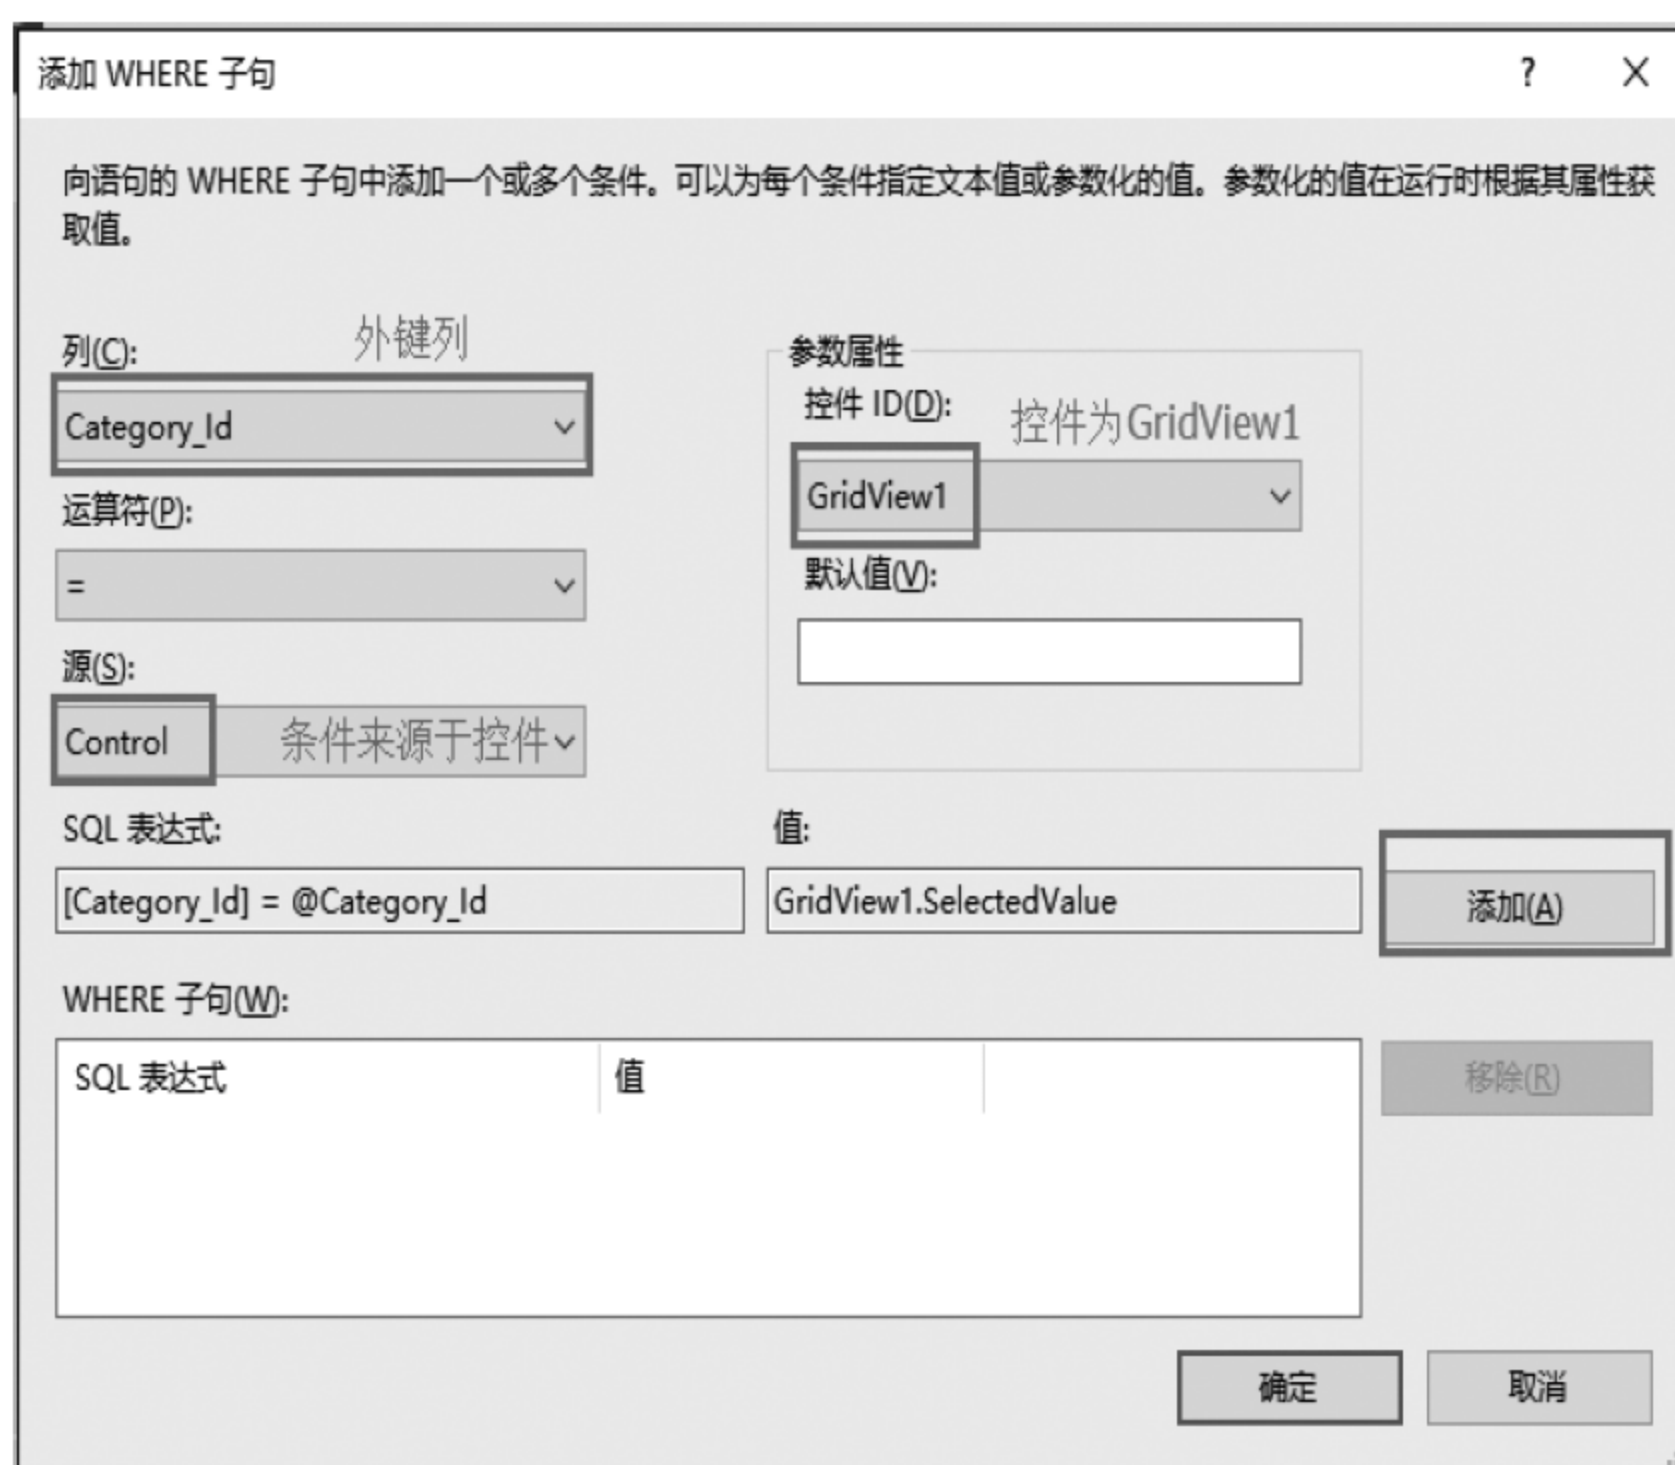 添加 WHERE 子句
? X
向语句的 WHERE 子句中添加一个或多个条件。可以为每个条件指定文本值或参数化的值。参数化的值在运行时根据其属性获
取值。
列(C):
外键列
Category_Id
运算符(P):
=
源(S):
Control
条件来源于控件
参数属性
控件 ID(D):
控件为GridView1
GridView1
默认值(V):
SQL 表达式:
[Category_Id] = @Category_Id
值:
GridView1.SelectedValue
添加(A)
WHERE 子句(W):
SQL 表达式
值
移除(R)
确定
取消